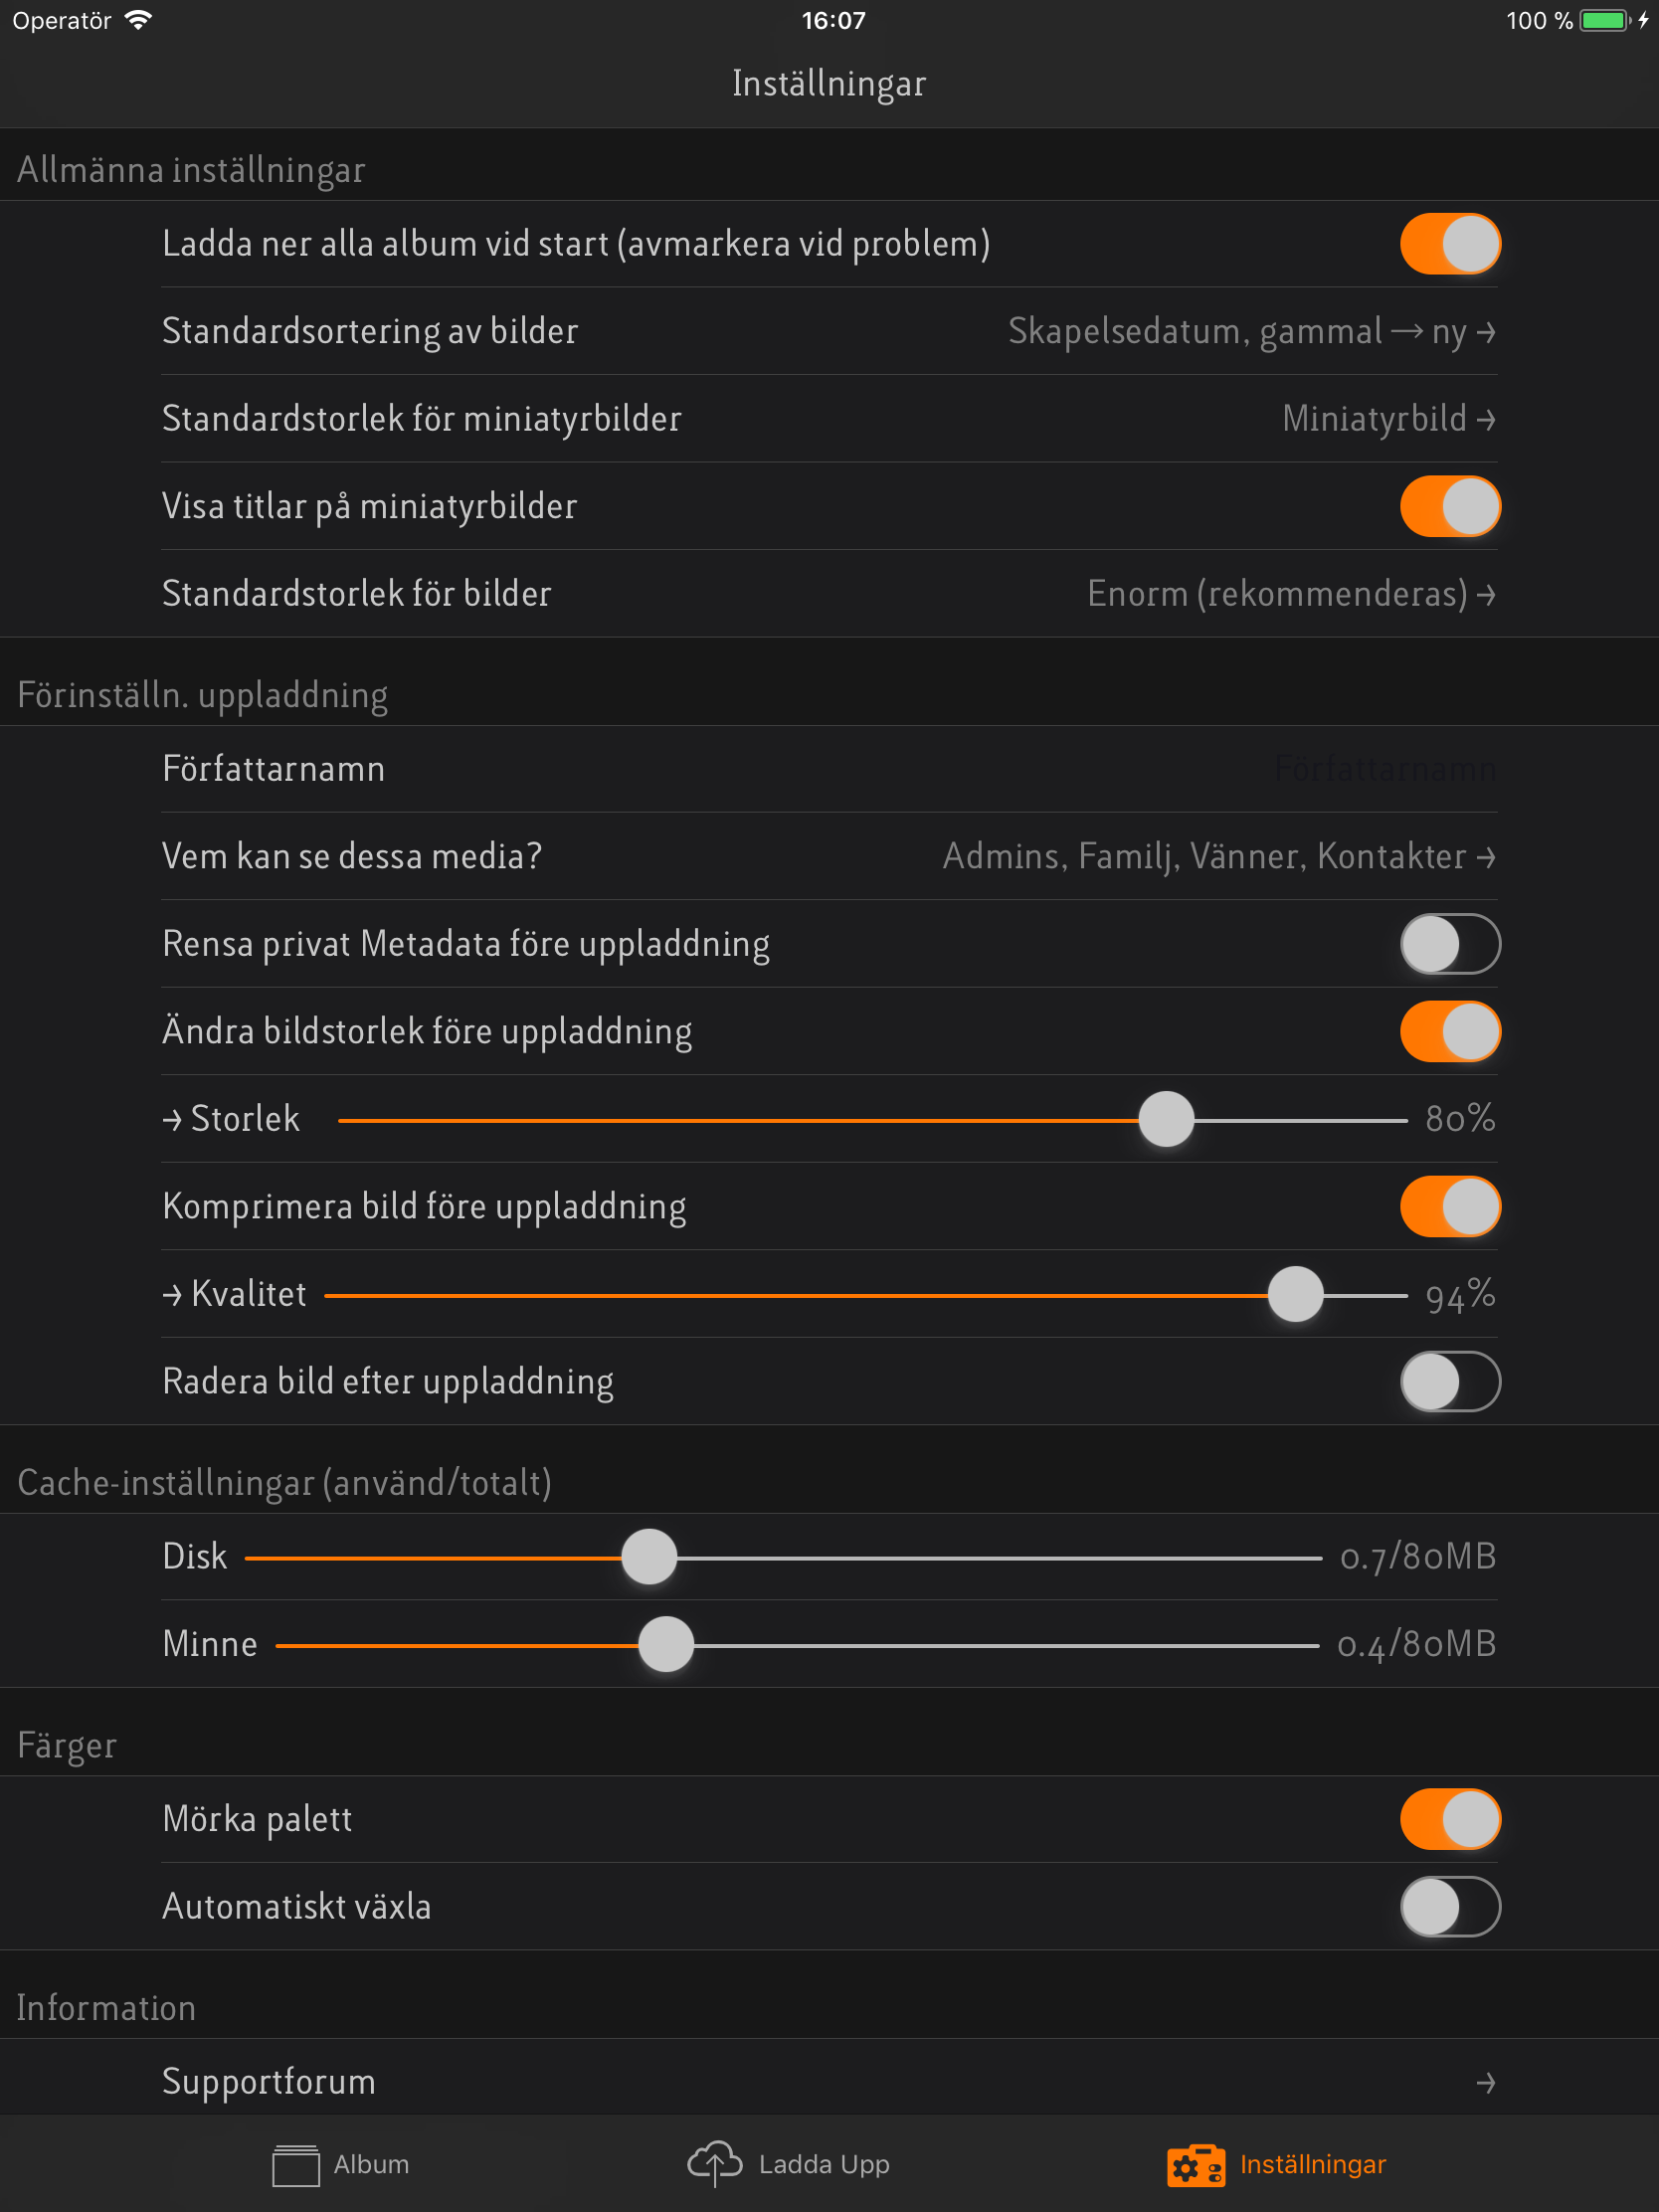 Operatör 16:07 100 %
Inställningar
Allmänna inställningar
Ladda ner alla album vid start (avmarkera vid problem)
Standardsortering av bilder Skapelsedatum, gammal → ny →
Standardstorlek för miniatyrbilder Miniatyrbild →
Visa titlar på miniatyrbilder
Standardstorlek för bilder Enorm (rekommenderas) →
Förinställn. uppladdning
Författarnamn Författarnamn
Vem kan se dessa media? Admins, Familj, Vänner, Kontakter →
Rensa privat Metadata före uppladdning
Ändra bildstorlek före uppladdning
→ Storlek 80%
Komprimera bild före uppladdning
→ Kvalitet 94%
Radera bild efter uppladdning
Cache-inställningar (använd/totalt)
Disk 0.7/80MB
Minne 0.4/80MB
Färger
Mörka palett
Automatiskt växla
Information
Supportforum →
Album Ladda Upp Inställningar